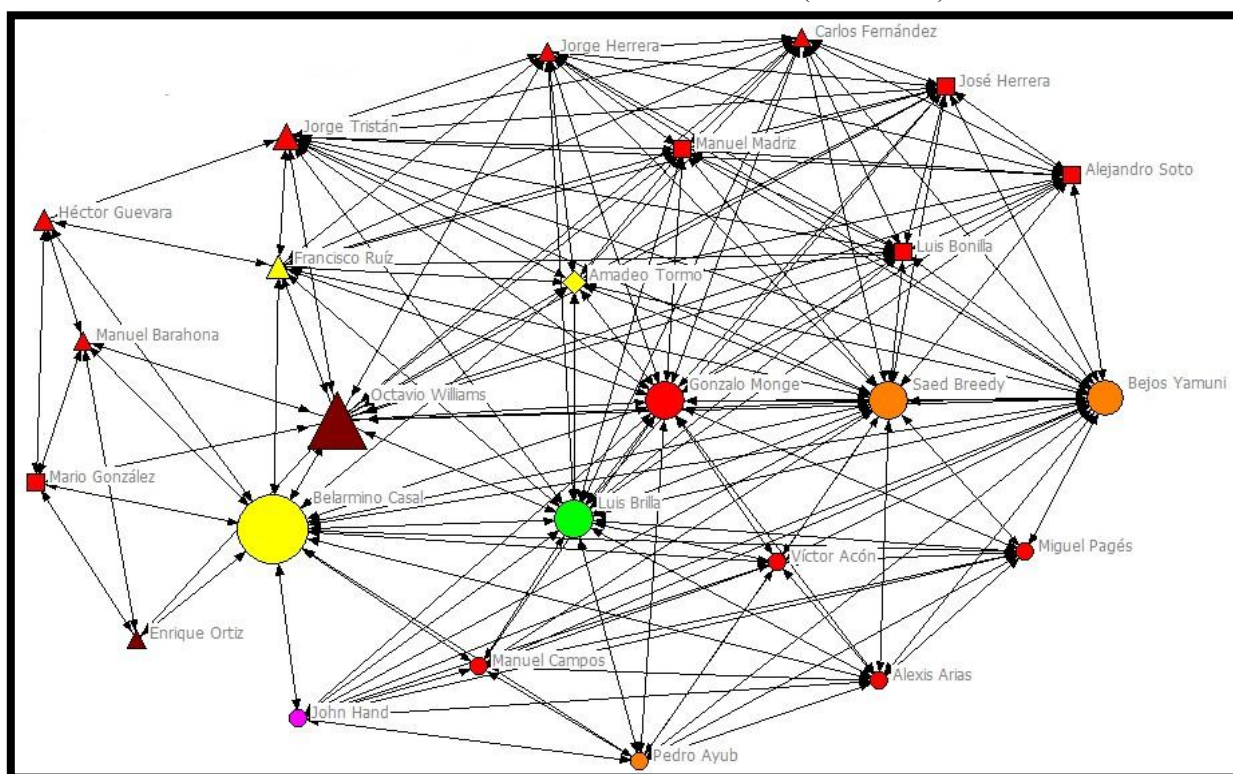 Jorge Herrera
Carlos Fernández
José Herrera
Jorge Tristán
Manuel Madriz
Alejandro Soto
Héctor Guevara
Francisco Ruíz
Luis Bonilla
Amadeo Tormo
Manuel Barahona
Octavio Williams
Gonzalo Monge
Saed Breedy
Bejos Yamuni
Mario González
Belarmino Casal
Luis Brilla
Víctor Acón
Miguel Pagés
Enrique Ortiz
Manuel Campos
Alexis Arias
John Hand
Pedro Ayub